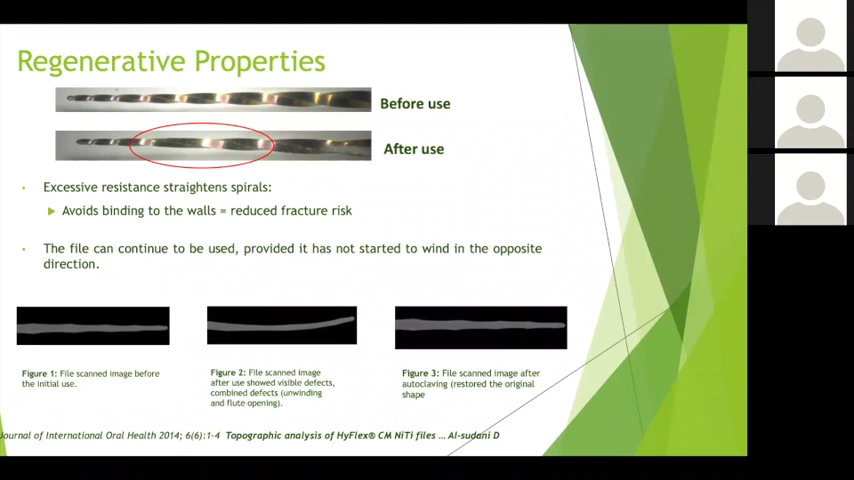 Regenerative Properties
Before use
After use
Excessive resistance straightens spirals:
Avoids binding to the walls = reduced fracture risk
The file can continue to be used, provided it has not started to wind in the opposite
direction.
Figure 1: File scanned image before
the initial use.
Figure 2: File scanned image
after use showed visible defects,
combined defects (unwinding
and flute opening).
Figure 3: File scanned image after
autoclaving (restored the original
shape
Journal of International Oral Health 2014; 6(6):1-4 Topographic analysis of HyFlex® CM NiTi files … Al-sudani D